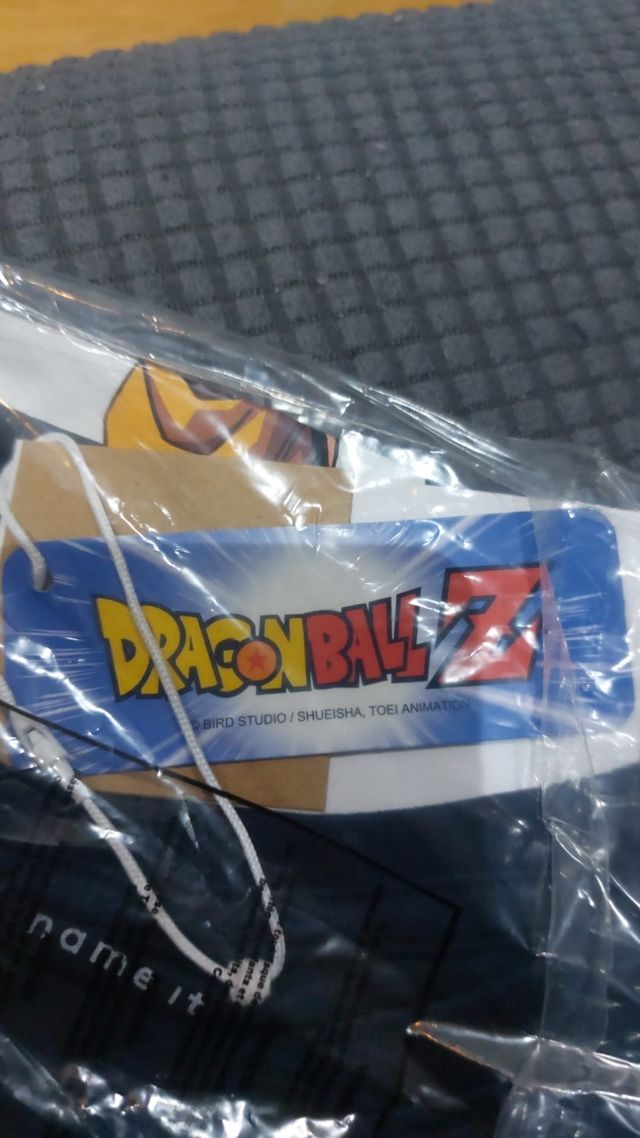 DRAGONBALL Z
© BIRD STUDIO / SHUEISHA, TOEI ANIMATION
name it